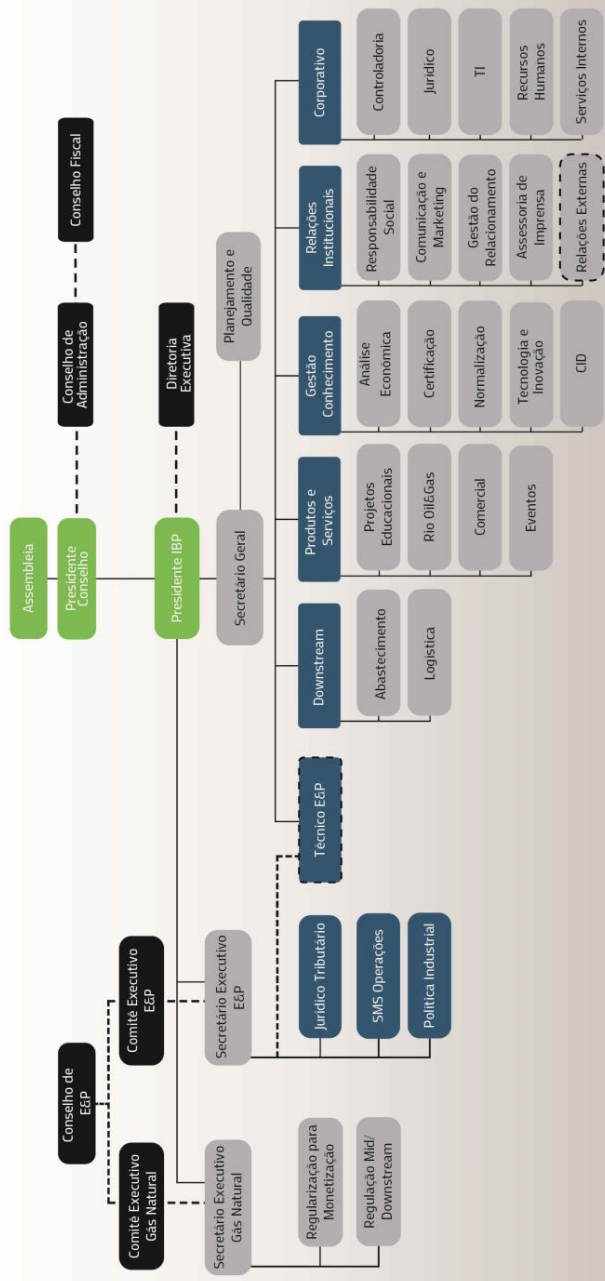 Assembleia
Presidente
Conselho
Conselho de
Administração
Conselho Fiscal
Conselho de
E&P
Comitê Executivo
Gás Natural
Comitê Executivo
E&P
Presidente IBP
Diretoria
Executiva
Secretário Executivo
Gás Natural
Secretário Executivo
E&P
Secretário Geral
Planejamento e
Qualidade
Regularização para
Monetização
Regulação Mid/
Downstream
Jurídico Tributário
SMS Operações
Política Industrial
Técnico E&P
Downstream
Abastecimento
Logística
Produtos e
Serviços
Projetos
Educacionais
Rio Oil&Gas
Comercial
Eventos
Gestão
Conhecimento
Análise
Econômica
Certificação
Normalização
Tecnologia e
Inovação
CID
Relações
Institucionais
Responsabilidade
Social
Comunicação e
Marketing
Gestão do
Relacionamento
Assessoria de
Imprensa
Relações Externas
Corporativo
Controladoria
Jurídico
TI
Recursos
Humanos
Serviços Internos